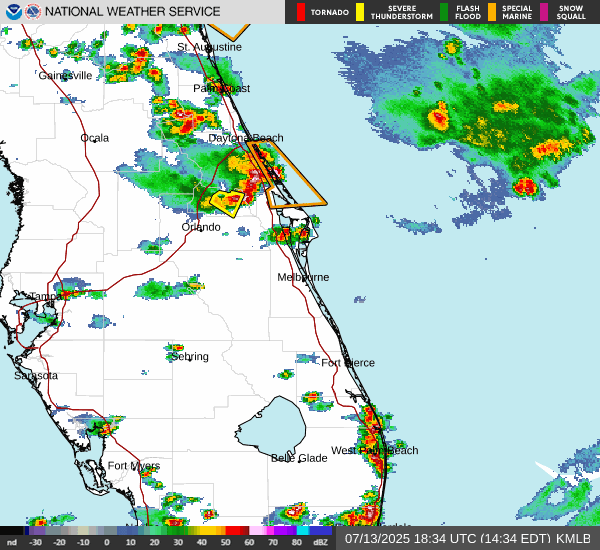 NATIONAL WEATHER SERVICE
TORNADO
SEVERE THUNDERSTORM
FLASH FLOOD
SPECIAL MARINE
SNOW SQUALL
St. Augustine
Gainesville
Palm Coast
Ocala
Daytona Beach
Orlando
Melbourne
Tampa
Sebring
Fort Pierce
Sarasota
West Palm Beach
Belle Glade
Fort Myers
nd -30 -20 -10 0 10 20 30 40 50 60 70 80 dBZ
07/13/2025 18:34 UTC (14:34 EDT) KMLB